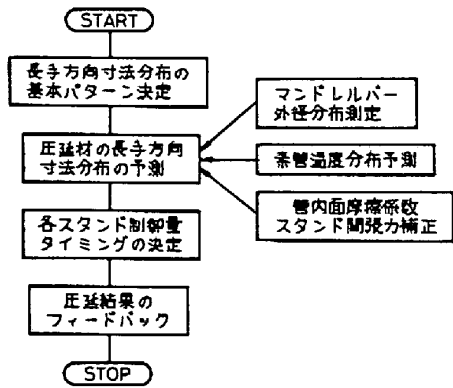 START
長手方向寸法分布の
基本パターン決定
マンドレルバー
外径分布測定
圧延材の長手方向
寸法分布の予測
素管温度分布予測
管内面摩擦係数
スタンド間張力補正
各スタンド制御量
タイミングの決定
圧延結果の
フィードバック
STOP